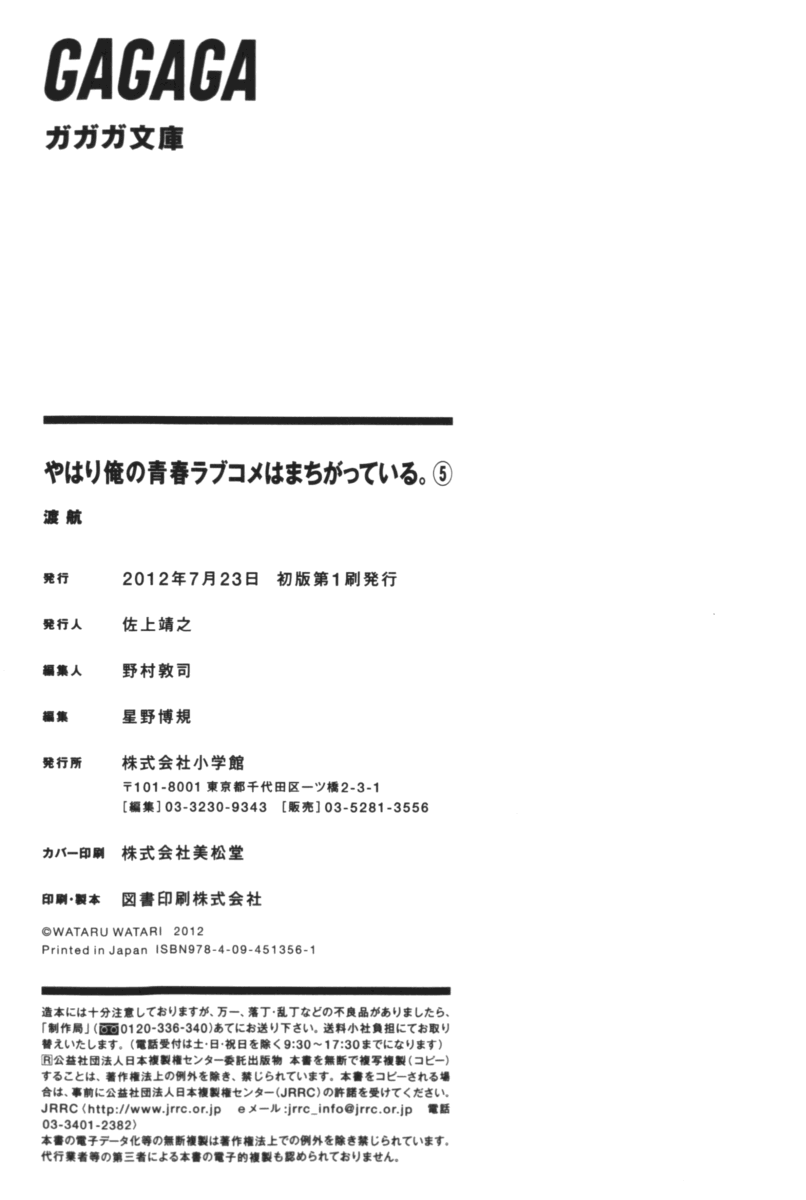 GAGAGA
ガガガ文庫
やはり俺の青春ラブコメはまちがっている。⑤
渡 航
発行 2012年7月23日 初版第1刷発行
発行人 佐上靖之
編集人 野村敦司
編集 星野博規
発行所 株式会社小学館
〒101-8001 東京都千代田区一ツ橋2-3-1
[編集]03-3230-9343 [販売]03-5281-3556
カバー印刷 株式会社美松堂
印刷・製本 図書印刷株式会社
©WATARU WATARI 2012
Printed in Japan ISBN978-4-09-451356-1
造本には十分注意しておりますが、万一、落丁・乱丁などの不良品がありましたら、
「制作局」(0120-336-340)あてにお送り下さい。送料小社負担にてお取り
替えいたします。(電話受付は土・日・祝日を除く9:30～17:30までになります)
Ⓡ公益社団法人日本複製権センター委託出版物 本書を無断で複写複製(コピー)
することは、著作権法上の例外を除き、禁じられています。本書をコピーされる場
合は、事前に公益社団法人日本複製権センター(JRRC)の許諾を受けてください。
JRRC〈http://www.jrrc.or.jp eメール:jrrc_info@jrrc.or.jp 電話
03-3401-2382〉
本書の電子データ化等の無断複製は著作権法上での例外を除き禁じられています。
代行業者等の第三者による本書の電子的複製も認められておりません。